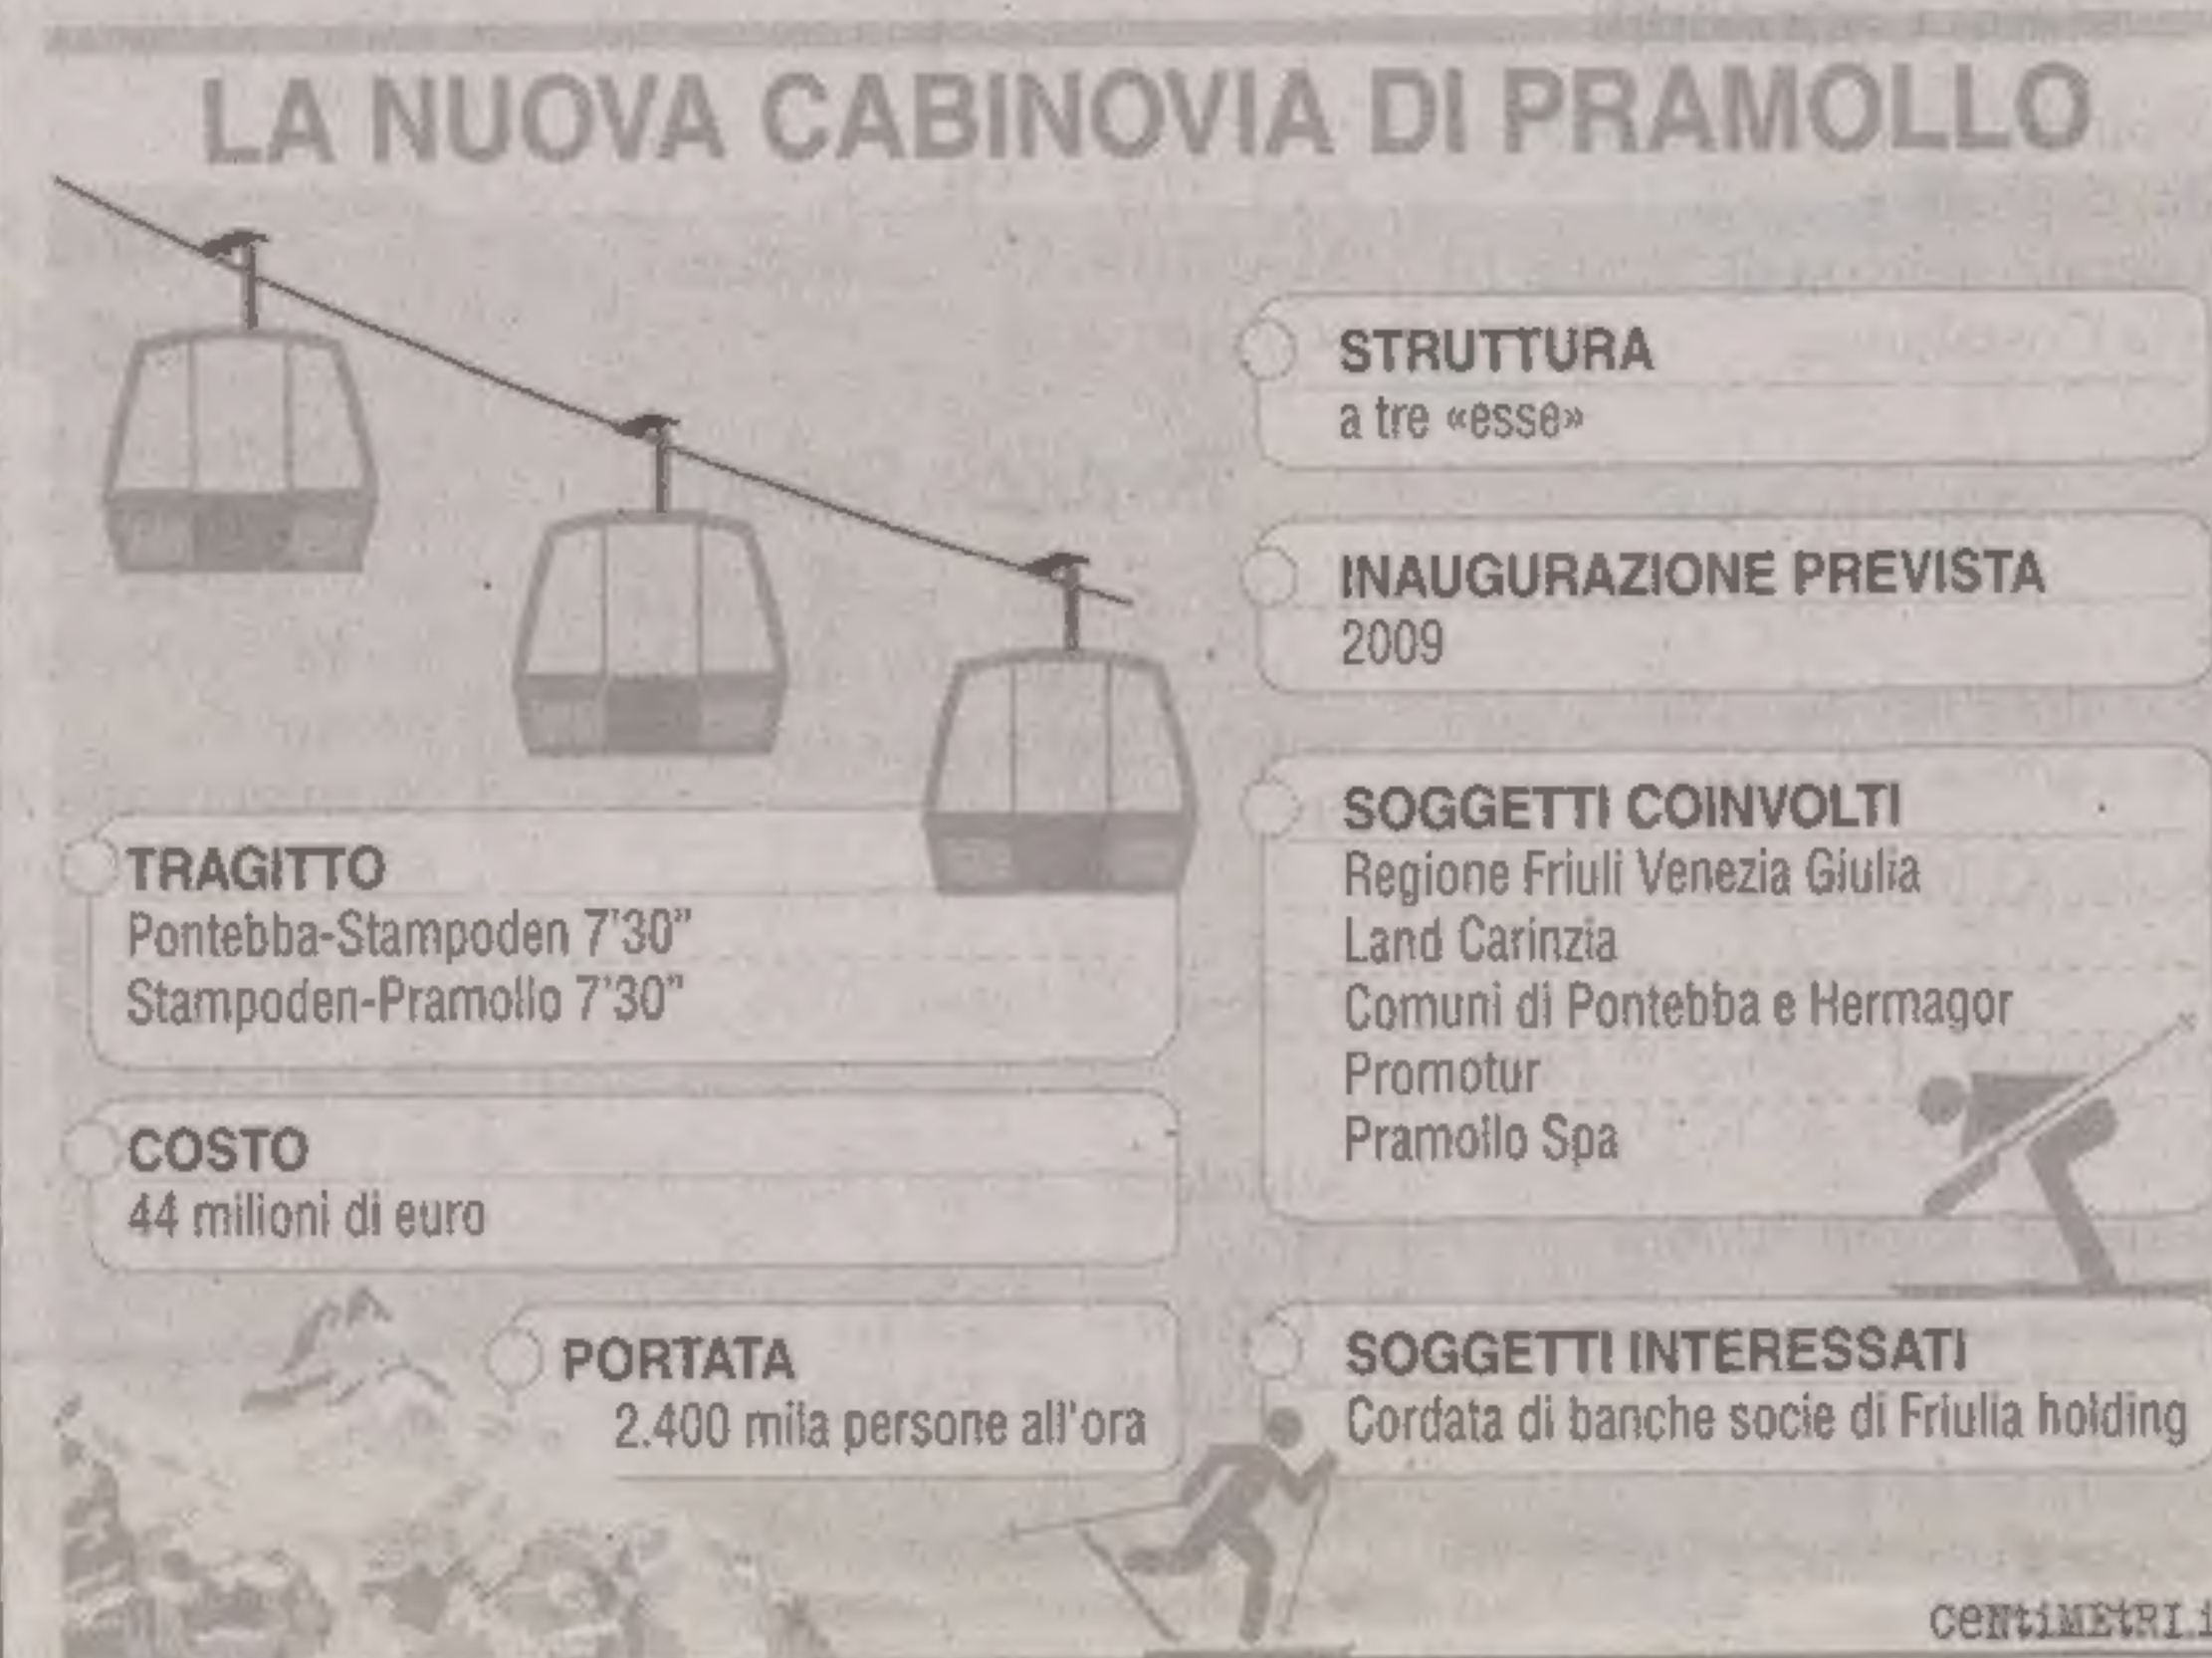 LA NUOVA CABINOVIA DI PRAMOLLO
STRUTTURA
a tre «esse»
INAUGURAZIONE PREVISTA
2009
SOGGETTI COINVOLTI
Regione Friuli Venezia Giulia
Land Carinzia
Comuni di Pontebba e Hermagor
Promotur
Pramollo Spa
SOGGETTI INTERESSATI
Cordata di banche socie di Friulia holding
TRAGITTO
Pontebba-Stampoden 7'30”
Stampoden-Pramollo 7'30”
COSTO
44 milioni di euro
PORTATA
2.400 mila persone all'ora
CENtiMEtRI.i